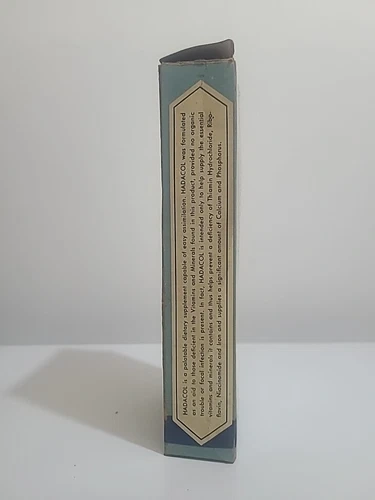 HADACOL is a palatable dietary supplement capable of easy assimilation. HADACOL was formulated
as an aid to those deficient in the Vitamins and Minerals found in this product, provided no organic
trouble or focal infection is present. In fact, HADACOL is intended only to help supply the essential
vitamins and minerals it contains and thus helps prevent a deficiency of Thiamin Hydrochloride, Ribo-
flavin, Niacinamide and Iron and supplies a significant amount of Calcium and Phosphorus.